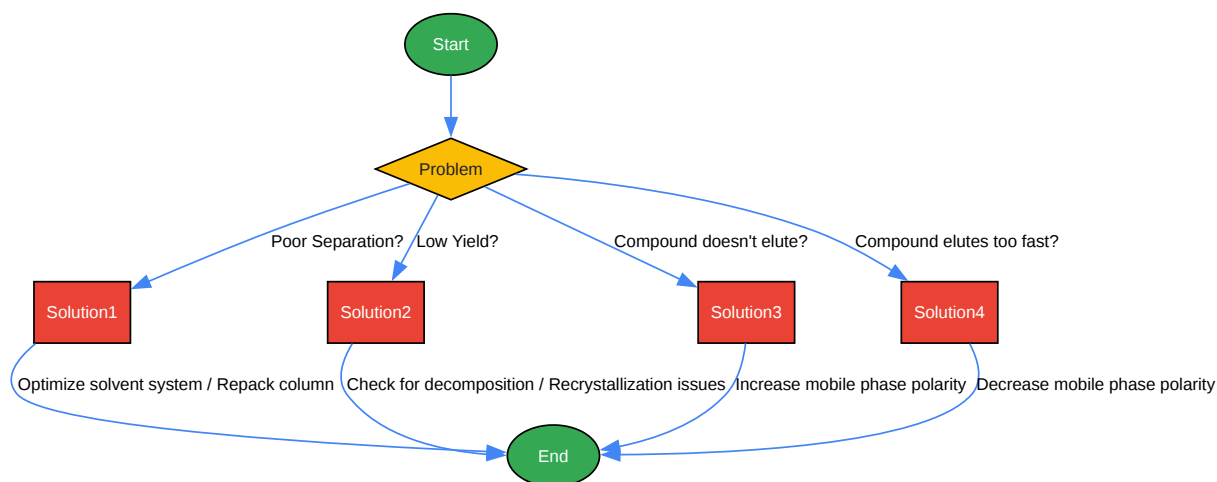 Start
Problem
Poor Separation?
Low Yield?
Compound doesn't elute?
Compound elutes too fast?
Solution1
Solution2
Solution3
Solution4
Optimize solvent system / Repack column
Check for decomposition / Recrystallization issues
Increase mobile phase polarity
Decrease mobile phase polarity
End